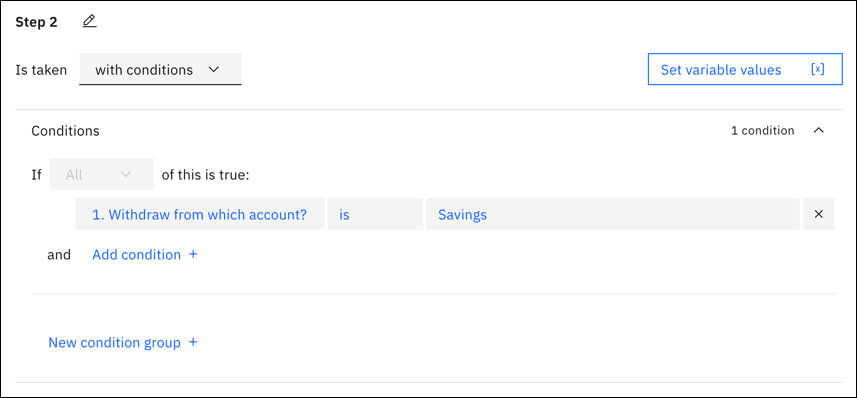 Step 2
Is taken with conditions Set variable values [x]
Conditions 1 condition
If All of this is true:
1. Withdraw from which account? is Savings ×
and Add condition +
New condition group +